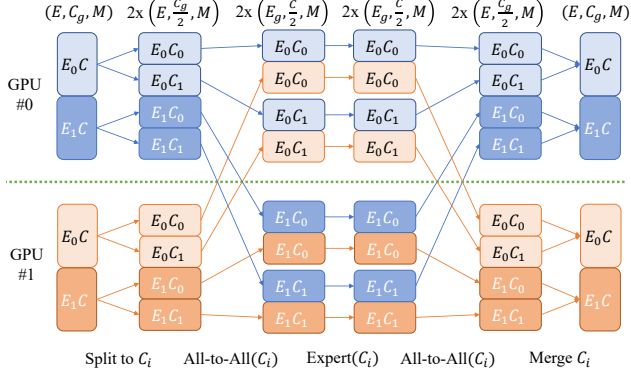 (E, C_g, M) 2x (E, C_g/2, M) 2x (E_g, C/2, M) 2x (E_g, C/2, M) 2x (E, C_g/2, M) (E, C_g, M)
GPU
#0
E_0C
E_1C
E_0C_0
E_0C_1
E_1C_0
E_1C_1
E_0C_0
E_0C_0
E_0C_1
E_0C_1
E_0C_0
E_0C_0
E_0C_1
E_0C_1
E_0C_0
E_0C_1
E_1C_0
E_1C_1
E_0C
E_1C
GPU
#1
E_0C
E_1C
E_0C_0
E_0C_1
E_1C_0
E_1C_1
E_1C_0
E_1C_0
E_1C_1
E_1C_1
E_1C_0
E_1C_0
E_1C_1
E_1C_1
E_0C_0
E_0C_1
E_1C_0
E_1C_1
E_0C
E_1C
Split to C_i All-to-All(C_i) Expert(C_i) All-to-All(C_i) Merge C_i